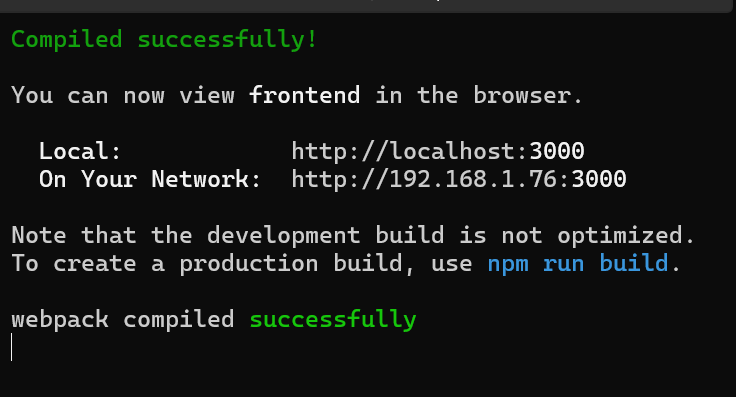 Compiled successfully!
You can now view frontend in the browser.
Local: http://localhost:3000
On Your Network: http://192.168.1.76:3000
Note that the development build is not optimized.
To create a production build, use npm run build.
webpack compiled successfully